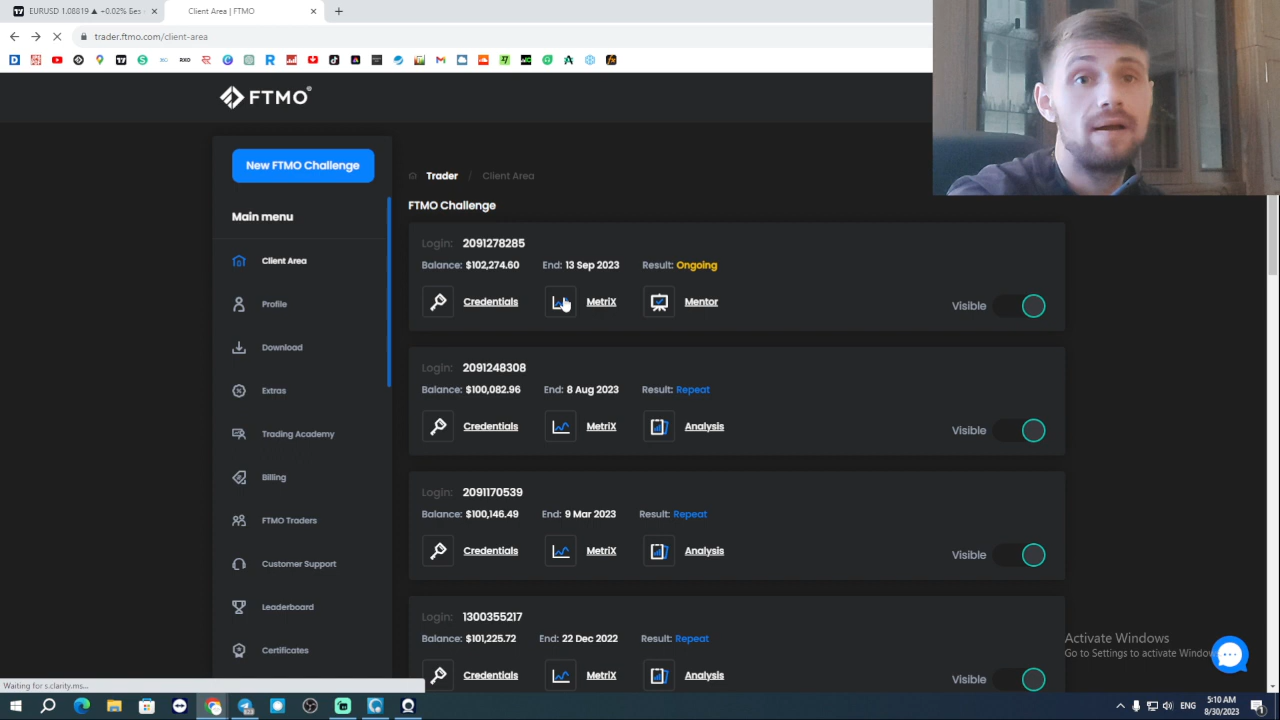 EURUSD 1.08819 ▲ +0.02% Без
Client Area | FTMO
trader.ftmo.com/client-area
FTMO
New FTMO Challenge
Main menu
Client Area
Profile
Download
Extras
Trading Academy
Billing
FTMO Traders
Customer Support
Leaderboard
Certificates
Trader / Client Area
FTMO Challenge
Login: 2091278285
Balance: $102,274.60 End: 13 Sep 2023 Result: Ongoing
Credentials MetriX Mentor Visible
Login: 2091248308
Balance: $100,082.96 End: 8 Aug 2023 Result: Repeat
Credentials MetriX Analysis Visible
Login: 2091170539
Balance: $100,146.49 End: 9 Mar 2023 Result: Repeat
Credentials MetriX Analysis Visible
Login: 1300355217
Balance: $101,225.72 End: 22 Dec 2022 Result: Repeat
Credentials MetriX Analysis Visible
Activate Windows
Go to Settings to activate Windows
Waiting for s.clarity.ms...
ENG
5:10 AM
8/30/2023